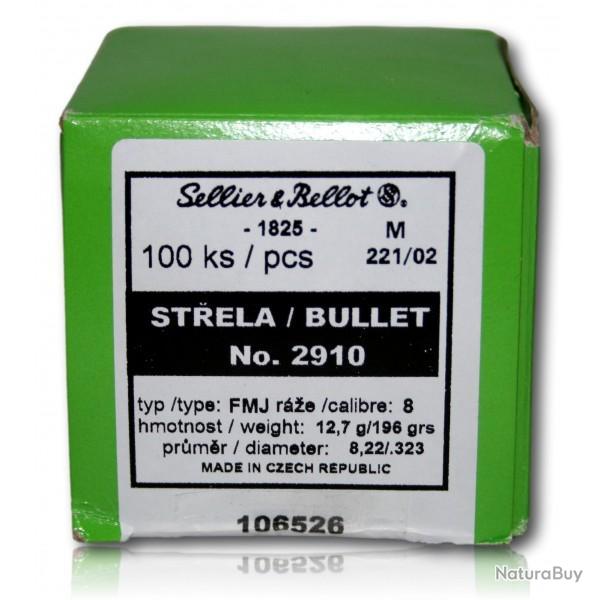 Sellier & Bellot S&B.
- 1825 - M
100 ks / pcs 221/02
STŘELA / BULLET
No. 2910
typ /type: FMJ ráže /calibre: 8
hmotnost / weight: 12,7 g/196 grs
průměr / diameter: 8,22/.323
MADE IN CZECH REPUBLIC
106526
NaturaBuy